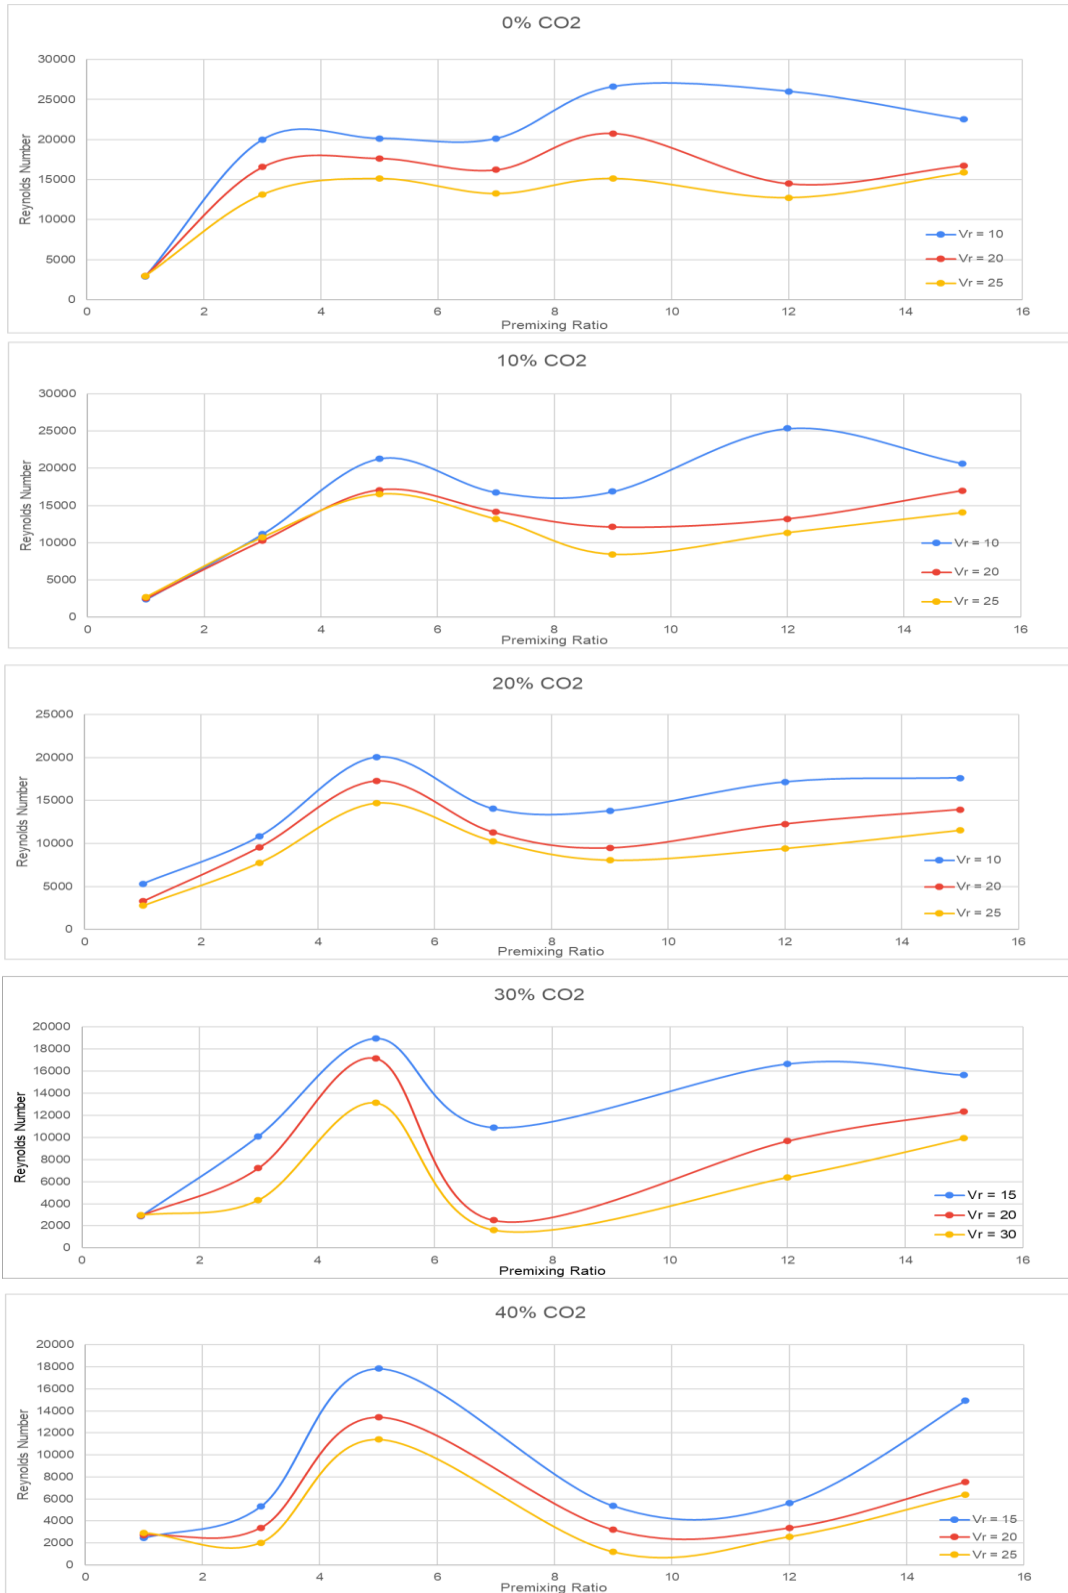 0% CO2
30000
25000
20000
15000
10000
5000
0
Reynolds Number
Vr = 10
Vr = 20
Vr = 25
0 2 4 6 8 10 12 14 16
Premixing Ratio
10% CO2
30000
25000
20000
15000
10000
5000
0
Reynolds Number
Vr = 10
Vr = 20
Vr = 25
0 2 4 6 8 10 12 14 16
Premixing Ratio
20% CO2
25000
20000
15000
10000
5000
0
Reynolds Number
Vr = 10
Vr = 20
Vr = 25
0 2 4 6 8 10 12 14 16
Premixing Ratio
30% CO2
20000
18000
16000
14000
12000
10000
8000
6000
4000
2000
0
Reynolds Number
Vr = 15
Vr = 20
Vr = 30
0 2 4 6 8 10 12 14 16
Premixing Ratio
40% CO2
20000
18000
16000
14000
12000
10000
8000
6000
4000
2000
0
Reynolds Number
Vr = 15
Vr = 20
Vr = 25
0 2 4 6 8 10 12 14 16
Premixing Ratio